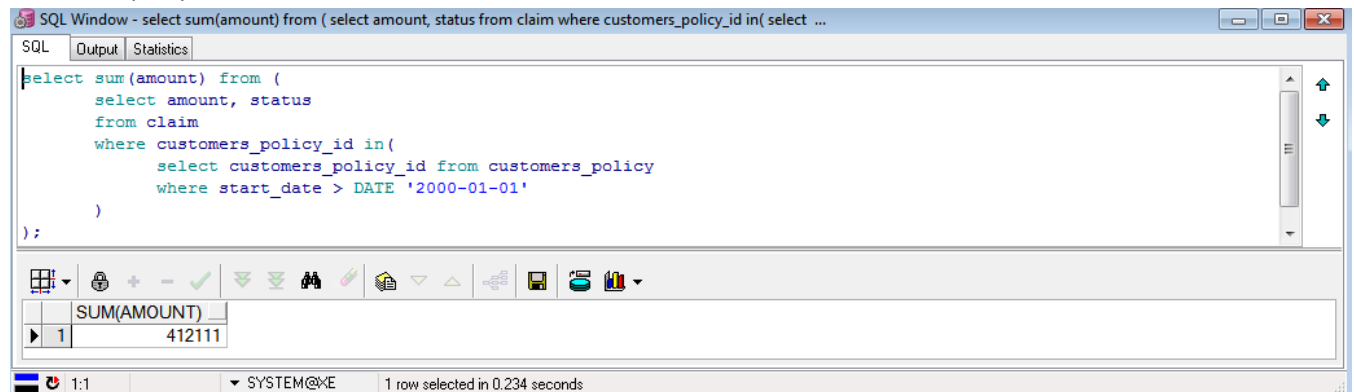 SQL Window - select sum(amount) from ( select amount, status from claim where customers_policy_id in( select ...
SQL Output Statistics
select sum(amount) from (
select amount, status
from claim
where customers_policy_id in(
select customers_policy_id from customers_policy
where start_date > DATE '2000-01-01'
)
);
SUM(AMOUNT)
1 412111
1:1 SYSTEM@XE 1 row selected in 0.234 seconds